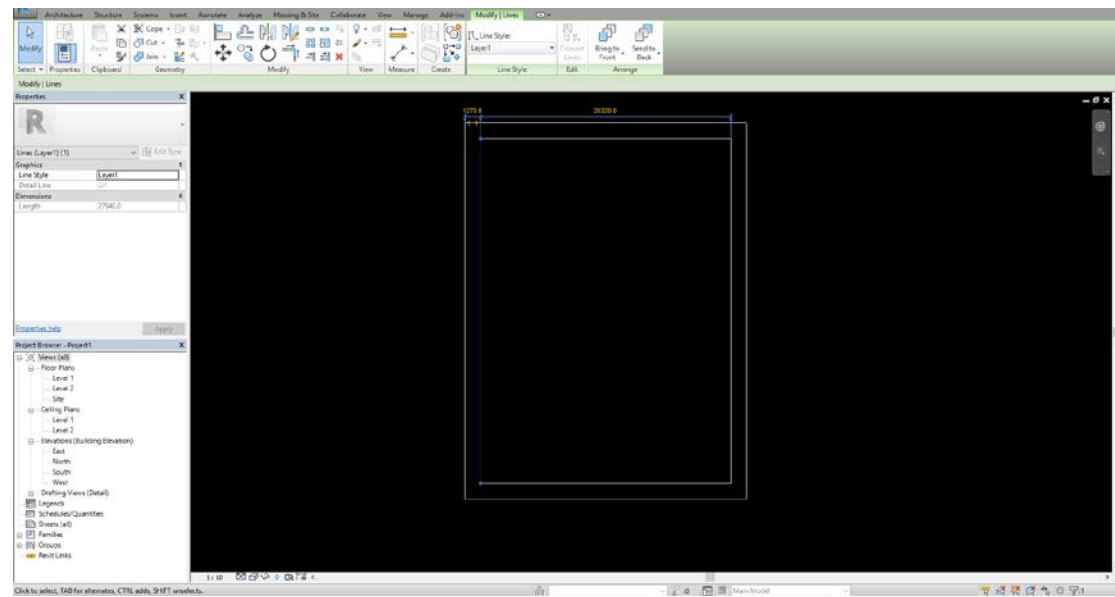 Architecture Structure Systems Insert Annotate Analyze Massing & Site Collaborate View Manage Add-Ins Modify | Lines
Modify
Paste
Cope
Cut
Join
Line Style:
Layer1
Convert Lines
Bring to Front
Send to Back
Select Properties Clipboard Geometry Modify View Measure Create Line Style Edit Arrange
Modify | Lines
Properties X
R
Lines (Layer1) (1) Edit Type
Graphics
Line Style Layer1
Detail Line
Dimensions
Length 27940.0
Properties help Apply
Project Browser - Project1 X
Views (all)
Floor Plans
Level 1
Level 2
Site
Ceiling Plans
Level 1
Level 2
Elevations (Building Elevation)
East
North
South
West
Drafting Views (Detail)
Legends
Schedules/Quantities
Sheets (all)
Families
Groups
Revit Links
20320.0
1 : 10
Click to select, TAB for alternates, CTRL adds, SHIFT unselects.
Main Model